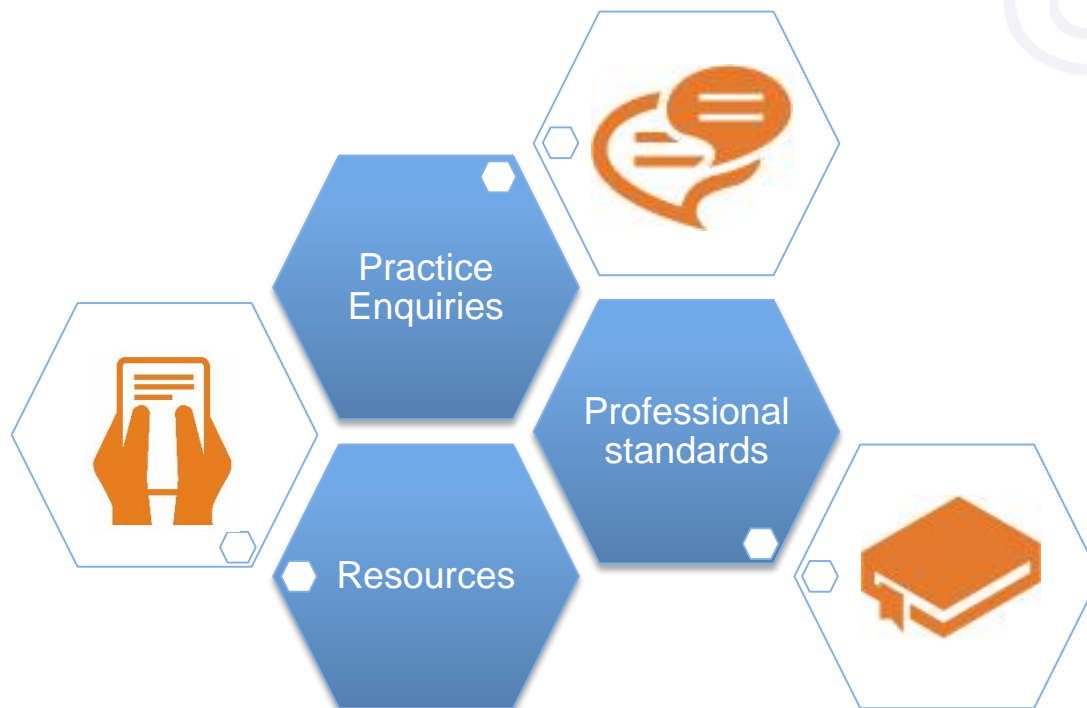 Practice
Enquiries
Professional
standards
Resources